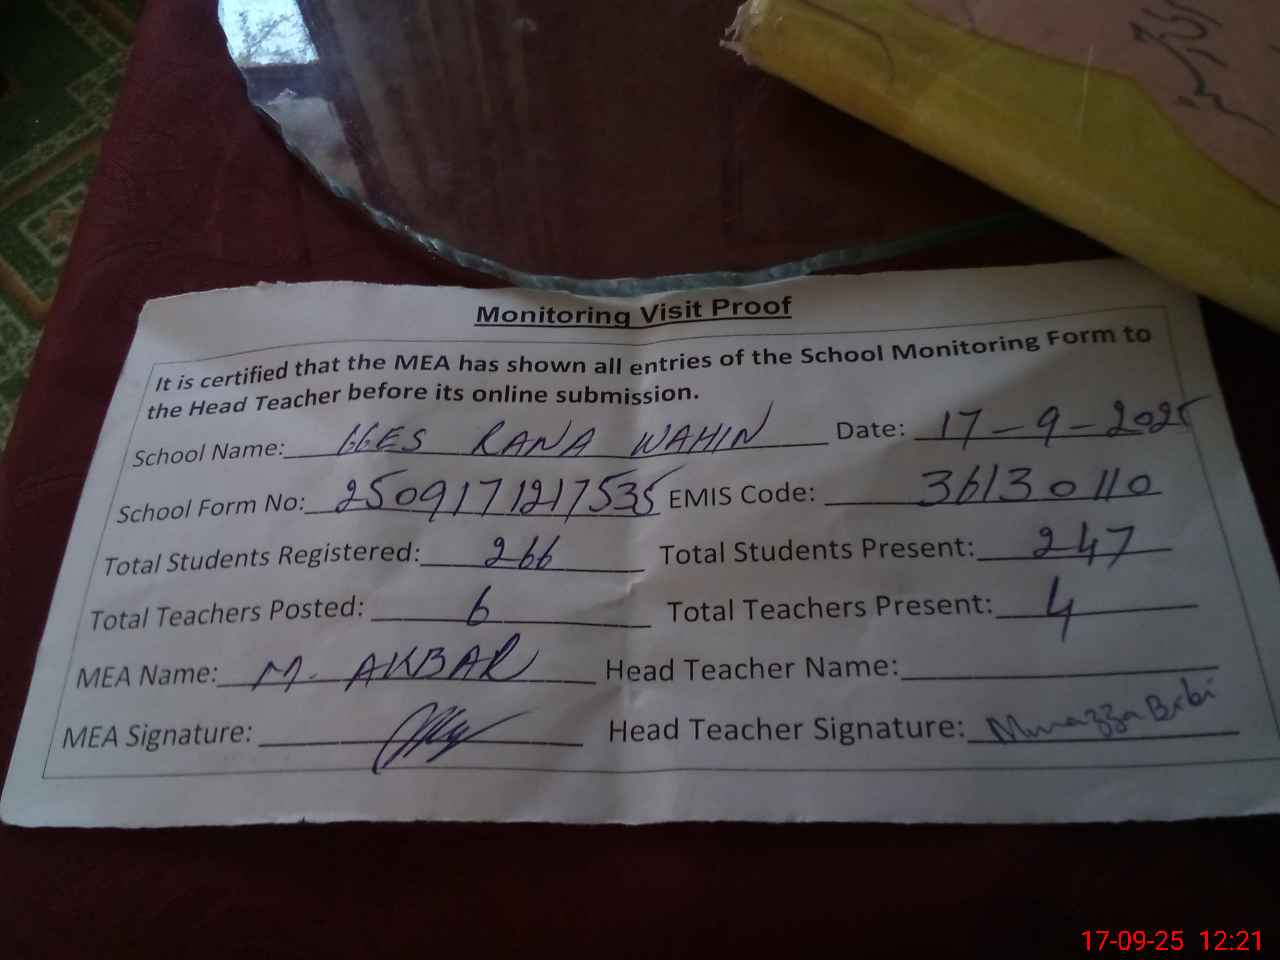 Monitoring Visit Proof
It is certified that the MEA has shown all entries of the School Monitoring Form to
the Head Teacher before its online submission.
School Name: GGES RANA WAHIN Date: 17-9-2025
School Form No: 2509171217535 EMIS Code: 36130110
Total Students Registered: 266 Total Students Present: 247
Total Teachers Posted: 6 Total Teachers Present: 4
MEA Name: M. AKBAR Head Teacher Name:
MEA Signature: Head Teacher Signature: Munazza Bibi
17-09-25 12:21